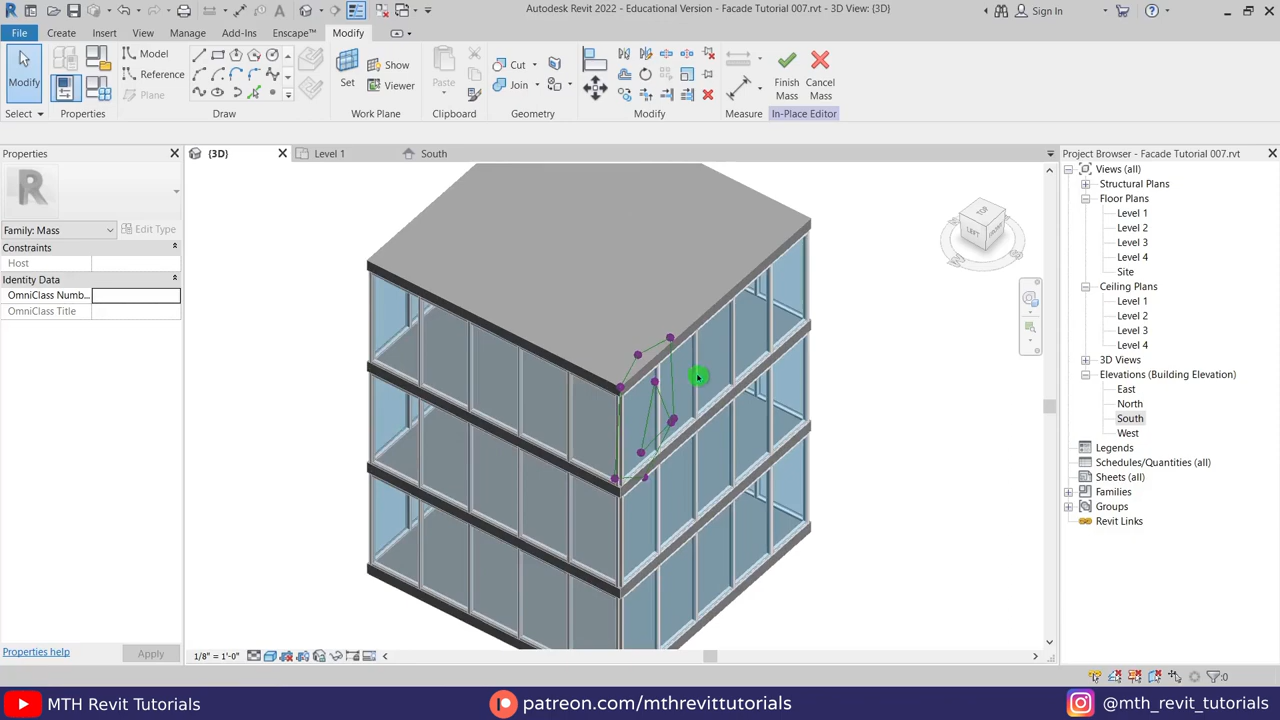 Autodesk Revit 2022 - Educational Version - Facade Tutorial 007.rvt - 3D View: {3D}
Sign In
File
Create
Insert
View
Manage
Add-Ins
Enscape™
Modify
Modify
Select
Properties
Model
Reference
Plane
Draw
Set
Show
Viewer
Work Plane
Paste
Clipboard
Cut
Join
Geometry
Modify
Measure
Finish
Mass
Cancel
Mass
In-Place Editor
Properties
Family: Mass
Edit Type
Constraints
Host
Identity Data
OmniClass Numb...
OmniClass Title
Properties help
Apply
{3D}
Level 1
South
TOP
LEFT
1/8" = 1'-0"
Project Browser - Facade Tutorial 007.rvt
Views (all)
Structural Plans
Floor Plans
Level 1
Level 2
Level 3
Level 4
Site
Ceiling Plans
Level 1
Level 2
Level 3
Level 4
3D Views
Elevations (Building Elevation)
East
North
South
West
Legends
Schedules/Quantities (all)
Sheets (all)
Families
Groups
Revit Links
:0
MTH Revit Tutorials
patreon.com/mthrevittutorials
@mth_revit_tutorials